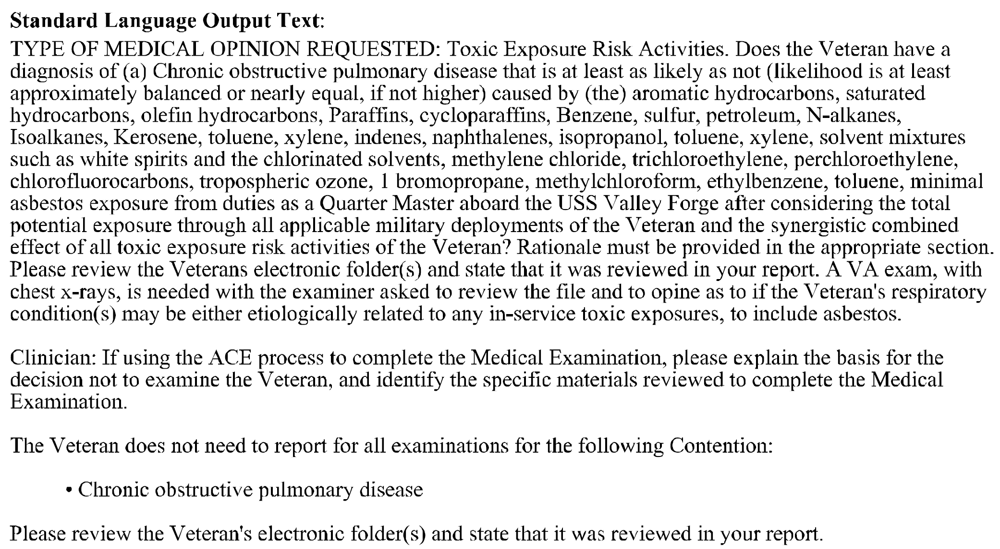 Standard Language Output Text:
TYPE OF MEDICAL OPINION REQUESTED: Toxic Exposure Risk Activities. Does the Veteran have a
diagnosis of (a) Chronic obstructive pulmonary disease that is at least as likely as not (likelihood is at least
approximately balanced or nearly equal, if not higher) caused by (the) aromatic hydrocarbons, saturated
hydrocarbons, olefin hydrocarbons, Paraffins, cycloparaffins, Benzene, sulfur, petroleum, N-alkanes,
Isoalkanes, Kerosene, toluene, xylene, indenes, naphthalenes, isopropanol, toluene, xylene, solvent mixtures
such as white spirits and the chlorinated solvents, methylene chloride, trichloroethylene, perchloroethylene,
chlorofluorocarbons, tropospheric ozone, 1 bromopropane, methylchloroform, ethylbenzene, toluene, minimal
asbestos exposure from duties as a Quarter Master aboard the USS Valley Forge after considering the total
potential exposure through all applicable military deployments of the Veteran and the synergistic combined
effect of all toxic exposure risk activities of the Veteran? Rationale must be provided in the appropriate section.
Please review the Veterans electronic folder(s) and state that it was reviewed in your report. A VA exam, with
chest x-rays, is needed with the examiner asked to review the file and to opine as to if the Veteran's respiratory
condition(s) may be either etiologically related to any in-service toxic exposures, to include asbestos.
Clinician: If using the ACE process to complete the Medical Examination, please explain the basis for the
decision not to examine the Veteran, and identify the specific materials reviewed to complete the Medical
Examination.
The Veteran does not need to report for all examinations for the following Contention:
• Chronic obstructive pulmonary disease
Please review the Veteran's electronic folder(s) and state that it was reviewed in your report.